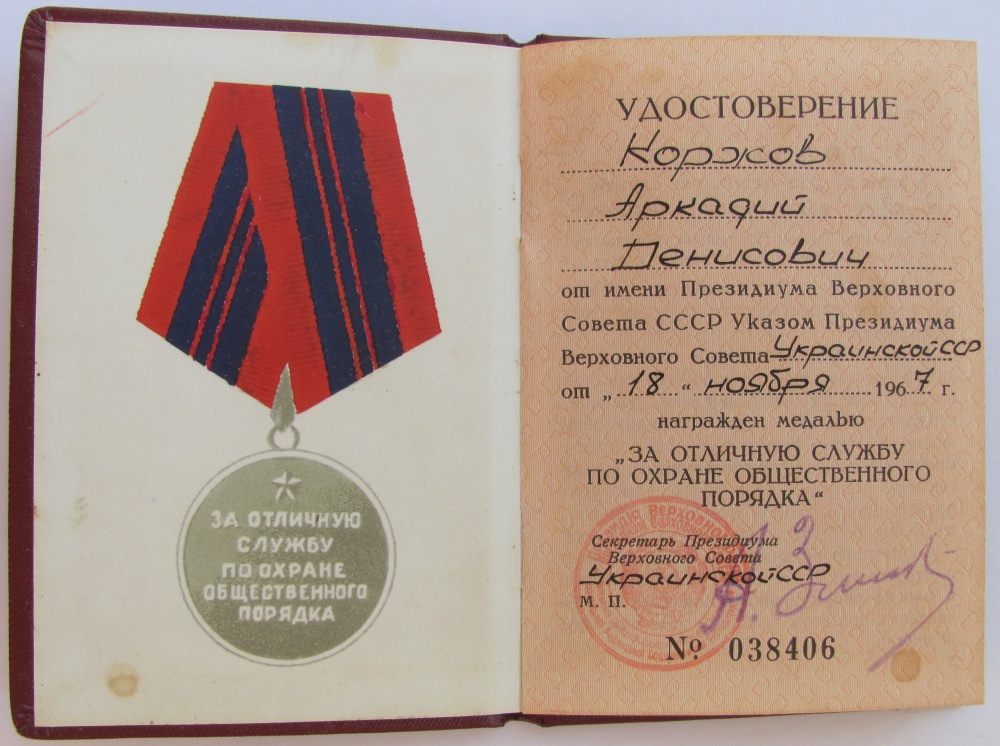 ЗА ОТЛИЧНУЮ
СЛУЖБУ
ПО ОХРАНЕ
ОБЩЕСТВЕННОГО
ПОРЯДКА
УДОСТОВЕРЕНИЕ
Коржов
Аркадий
Денисович
от имени Президиума Верховного
Совета СССР Указом Президиума
Верховного Совета Украинской ССР
от „18“ ноября 1967 г.
награжден медалью
„ЗА ОТЛИЧНУЮ СЛУЖБУ
ПО ОХРАНЕ ОБЩЕСТВЕННОГО
ПОРЯДКА“
Секретарь Президиума
Верховного Совета
Украинской ССР
М. П.
№ 038406